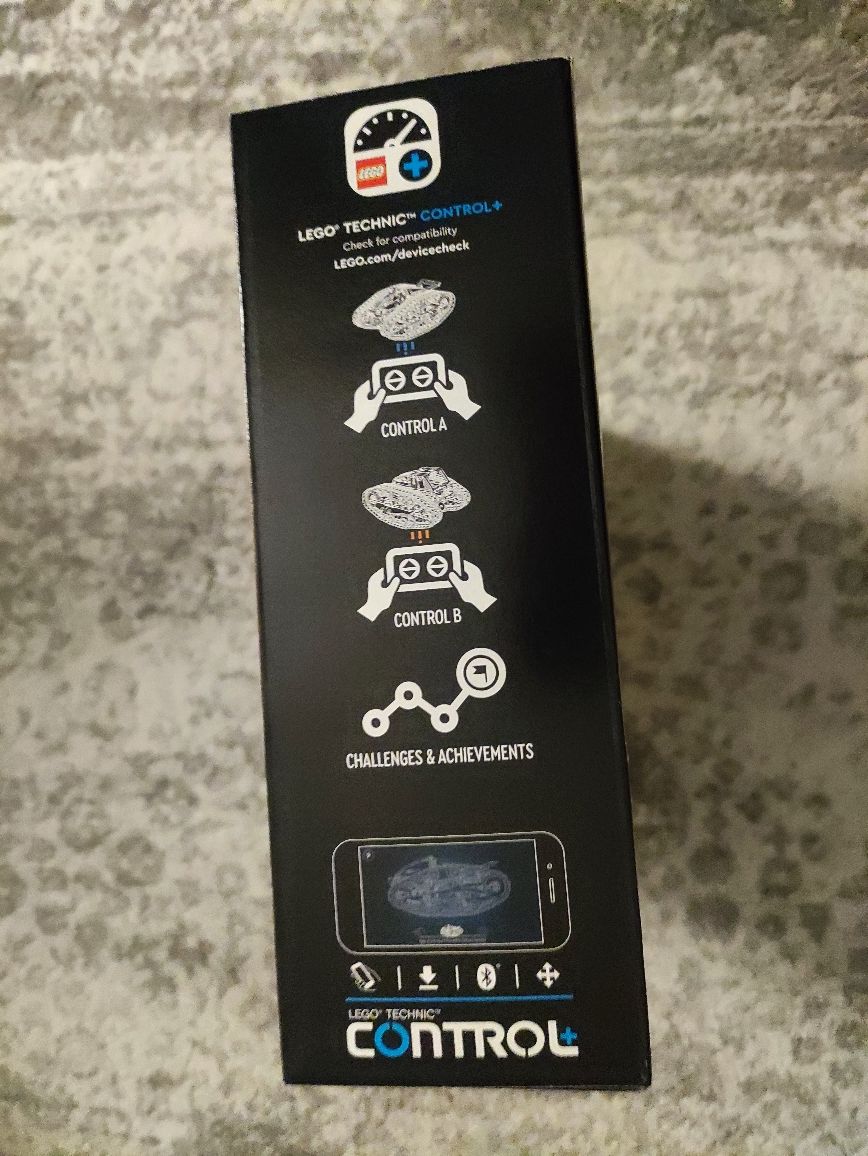 LEGO
LEGO® TECHNIC™ CONTROL+
Check for compatibility
LEGO.com/devicecheck
CONTROL A
CONTROL B
CHALLENGES & ACHIEVEMENTS
LEGO® TECHNIC™
CONTROL+